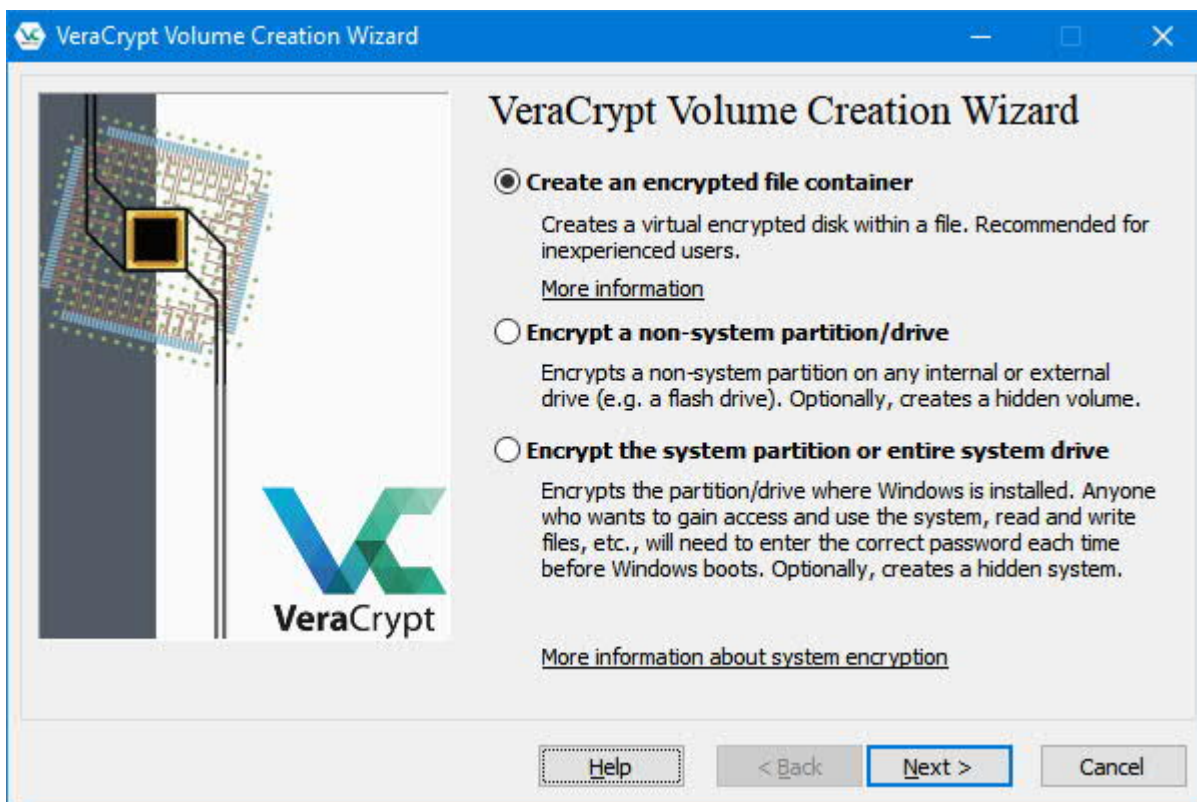 VeraCrypt Volume Creation Wizard
VeraCrypt Volume Creation Wizard
Create an encrypted file container
Creates a virtual encrypted disk within a file. Recommended for
inexperienced users.
More information
Encrypt a non-system partition/drive
Encrypts a non-system partition on any internal or external
drive (e.g. a flash drive). Optionally, creates a hidden volume.
Encrypt the system partition or entire system drive
Encrypts the partition/drive where Windows is installed. Anyone
who wants to gain access and use the system, read and write
files, etc., will need to enter the correct password each time
before Windows boots. Optionally, creates a hidden system.
VeraCrypt
More information about system encryption
Help
< Back
Next >
Cancel